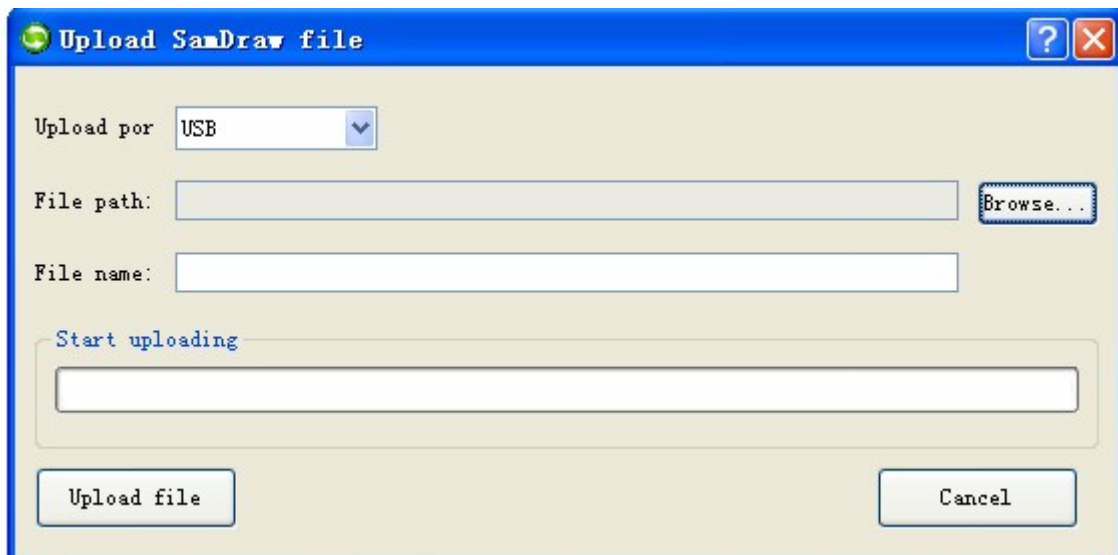 Upload SamDraw file
Upload por USB
File path: Browse...
File name:
Start uploading
Upload file Cancel